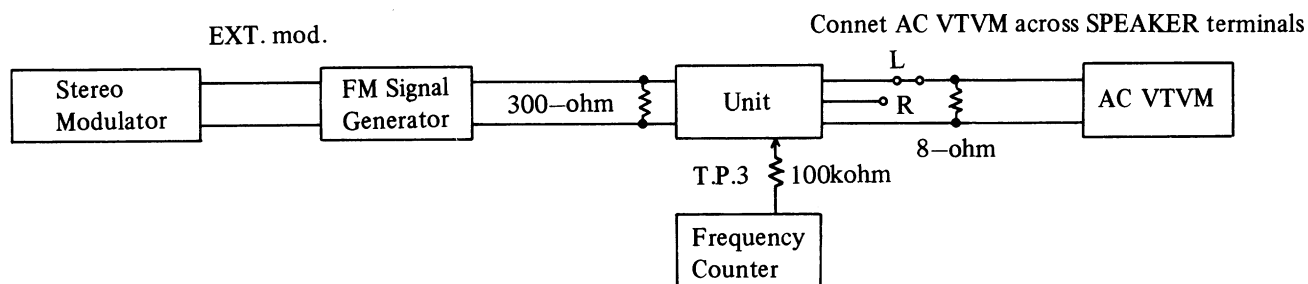 EXT. mod.
Connet AC VTVM across SPEAKER terminals
Stereo
Modulator
FM Signal
Generator
300–ohm
Unit
L
R
8–ohm
AC VTVM
T.P.3
100kohm
Frequency
Counter